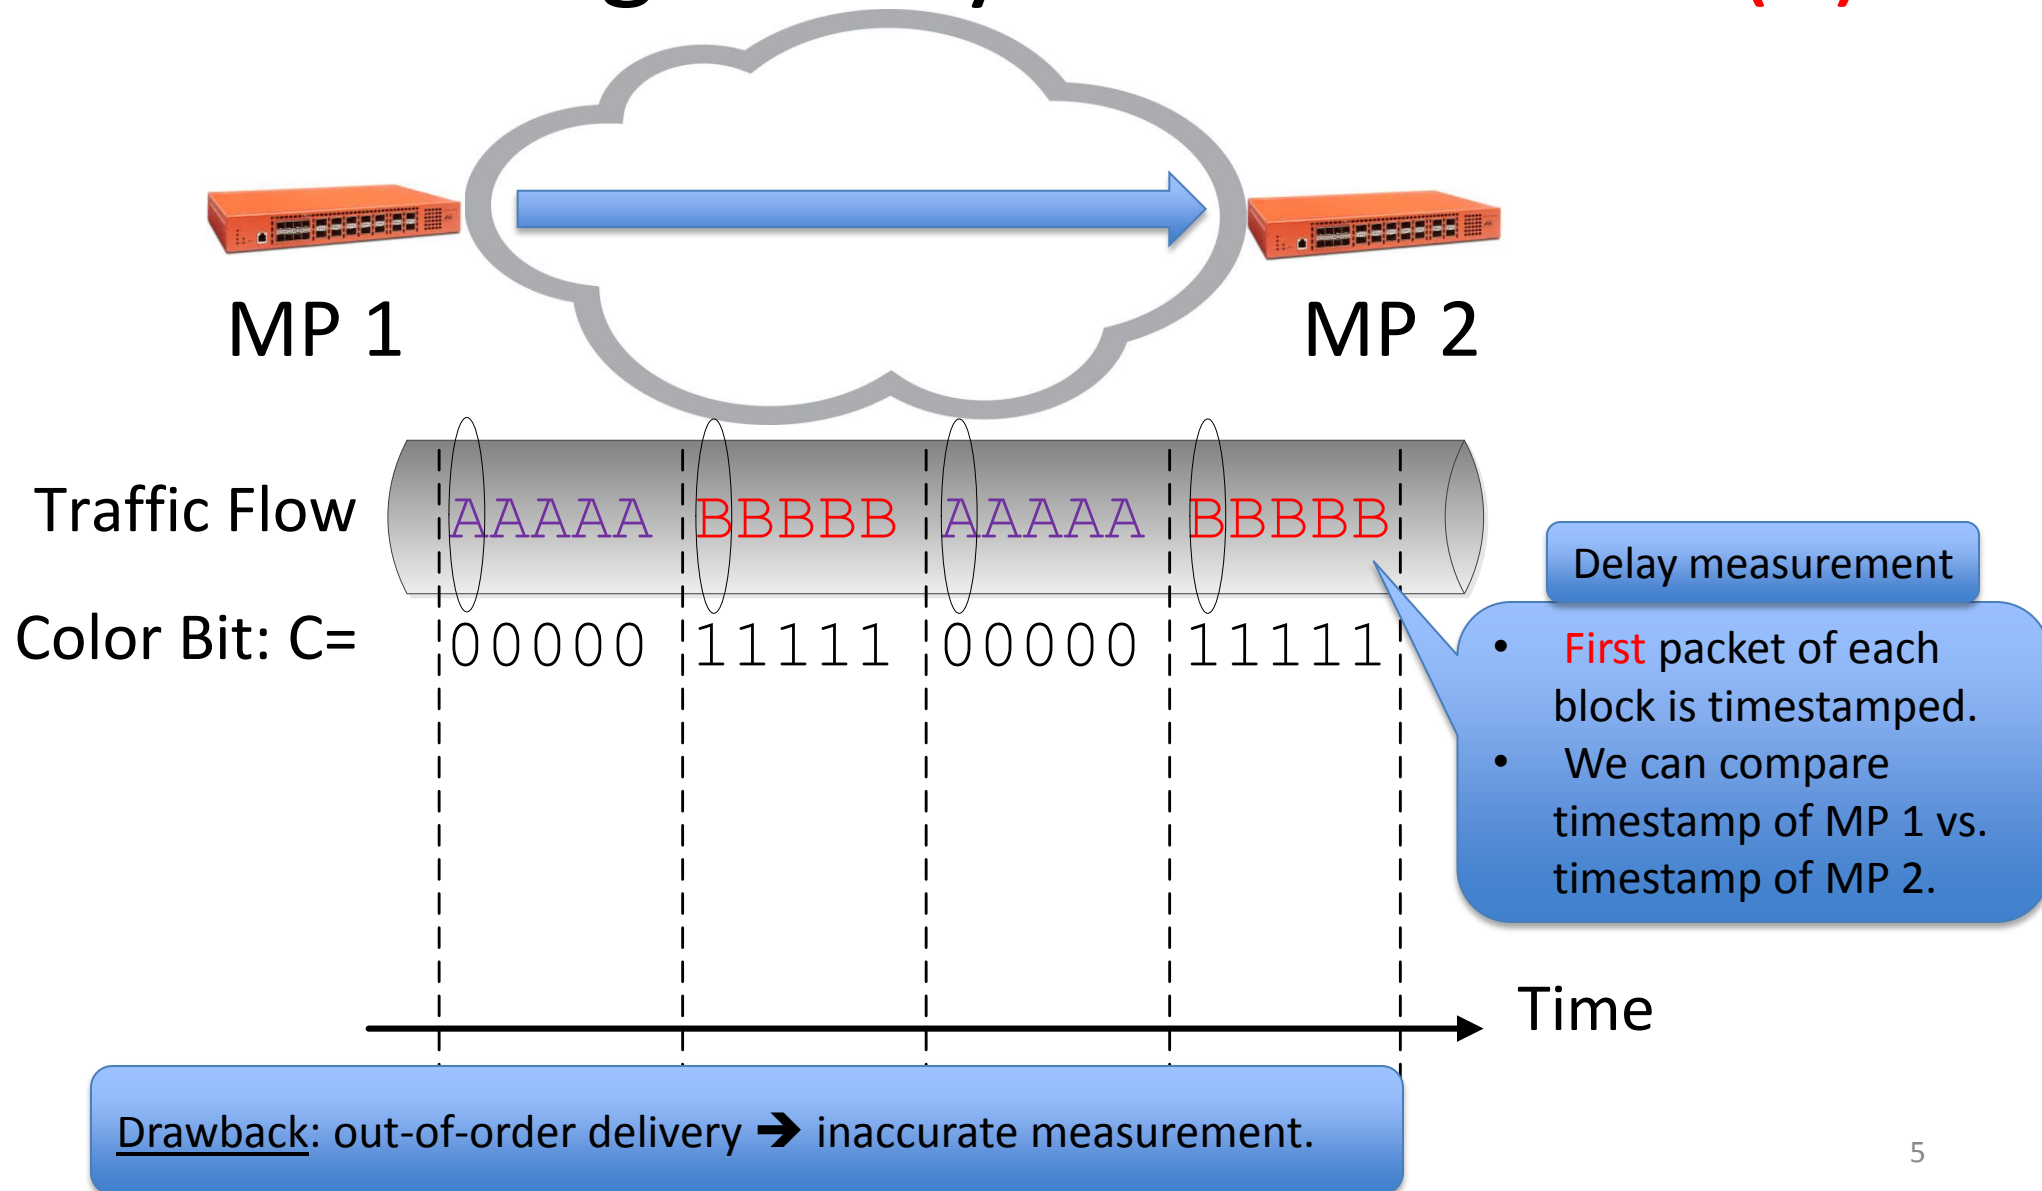 MP 1
MP 2
Traffic Flow
AAAAA BBBBB AAAAA BBBBB
Color Bit: C=
00000 11111 00000 11111
Delay measurement
• First packet of each
block is timestamped.
• We can compare
timestamp of MP 1 vs.
timestamp of MP 2.
Time
Drawback: out-of-order delivery ➔ inaccurate measurement.
5